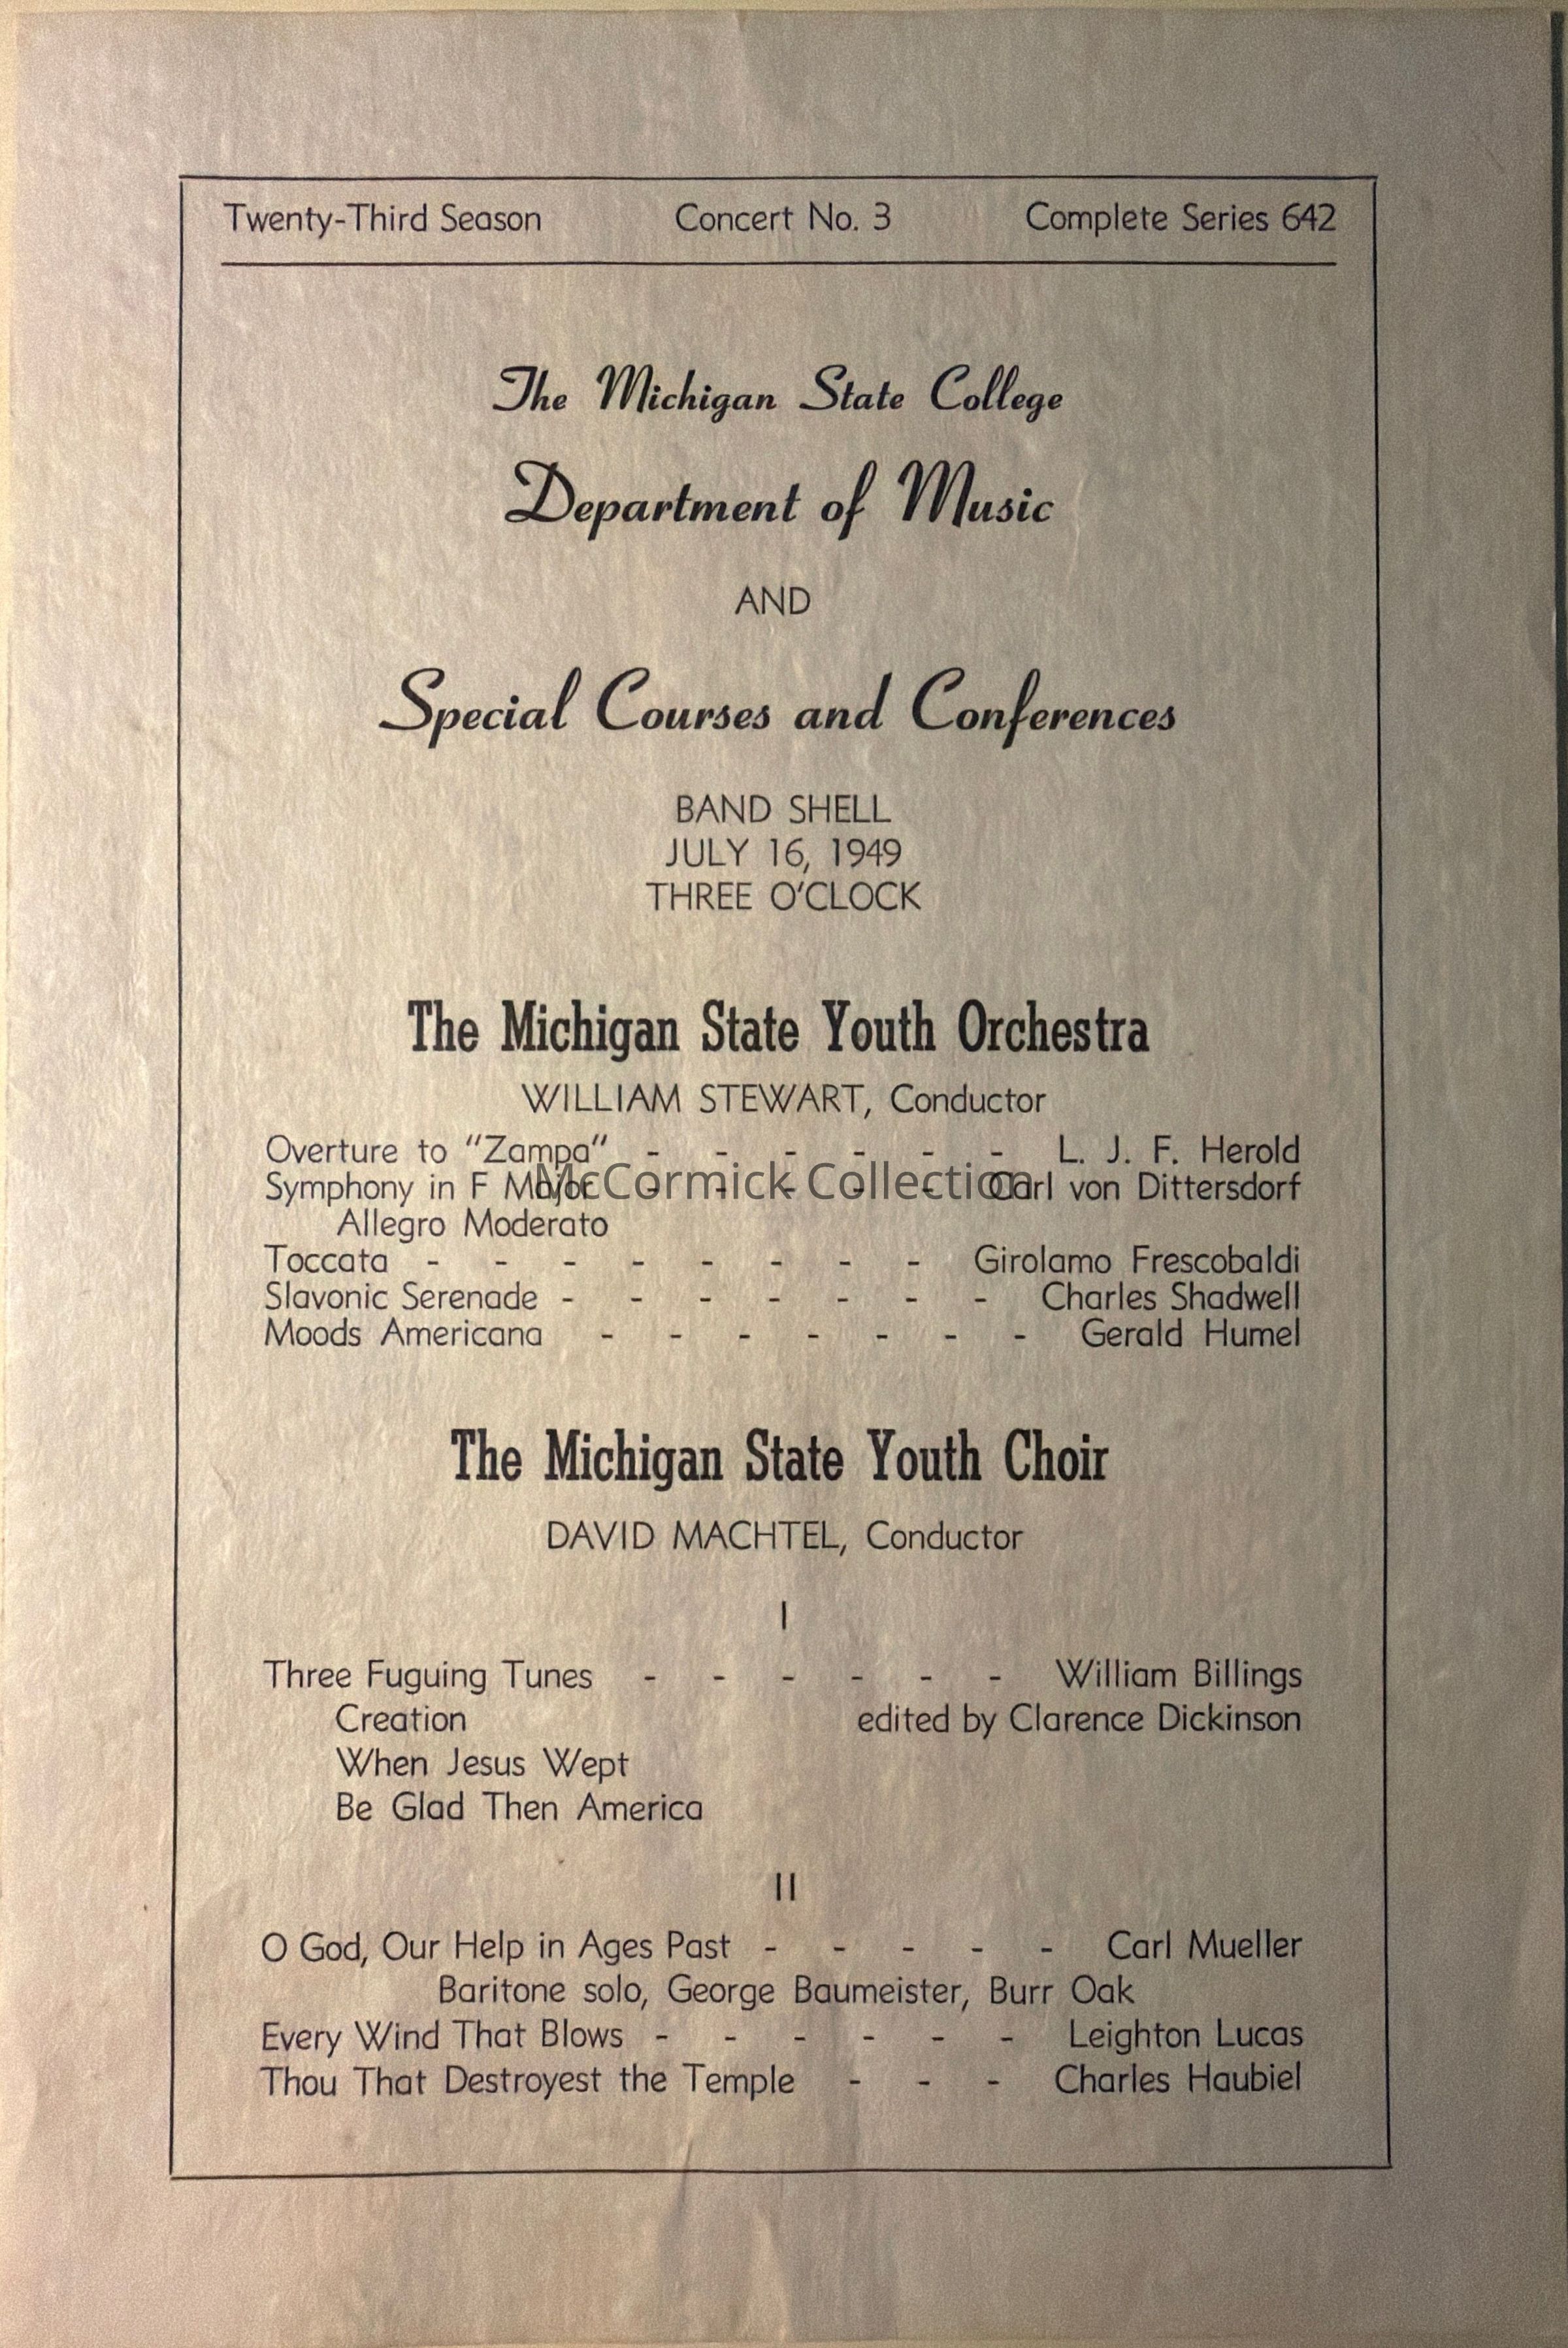 Twenty-Third Season Concert No. 3 Complete Series 642
The Michigan State College
Department of Music
AND
Special Courses and Conferences
BAND SHELL
JULY 16, 1949
THREE O'CLOCK
The Michigan State Youth Orchestra
WILLIAM STEWART, Conductor
Overture to "Zampa" - - - - - - L. J. F. Herold
Symphony in F Major - - - - - Carl von Dittersdorf
McCormick Collection
Allegro Moderato
Toccata - - - - - - - - Girolamo Frescobaldi
Slavonic Serenade - - - - - - - Charles Shadwell
Moods Americana - - - - - - - Gerald Humel
The Michigan State Youth Choir
DAVID MACHTEL, Conductor
I
Three Fuguing Tunes - - - - - - William Billings
Creation edited by Clarence Dickinson
When Jesus Wept
Be Glad Then America
II
O God, Our Help in Ages Past - - - - - Carl Mueller
Baritone solo, George Baumeister, Burr Oak
Every Wind That Blows - - - - - - Leighton Lucas
Thou That Destroyest the Temple - - - Charles Haubiel